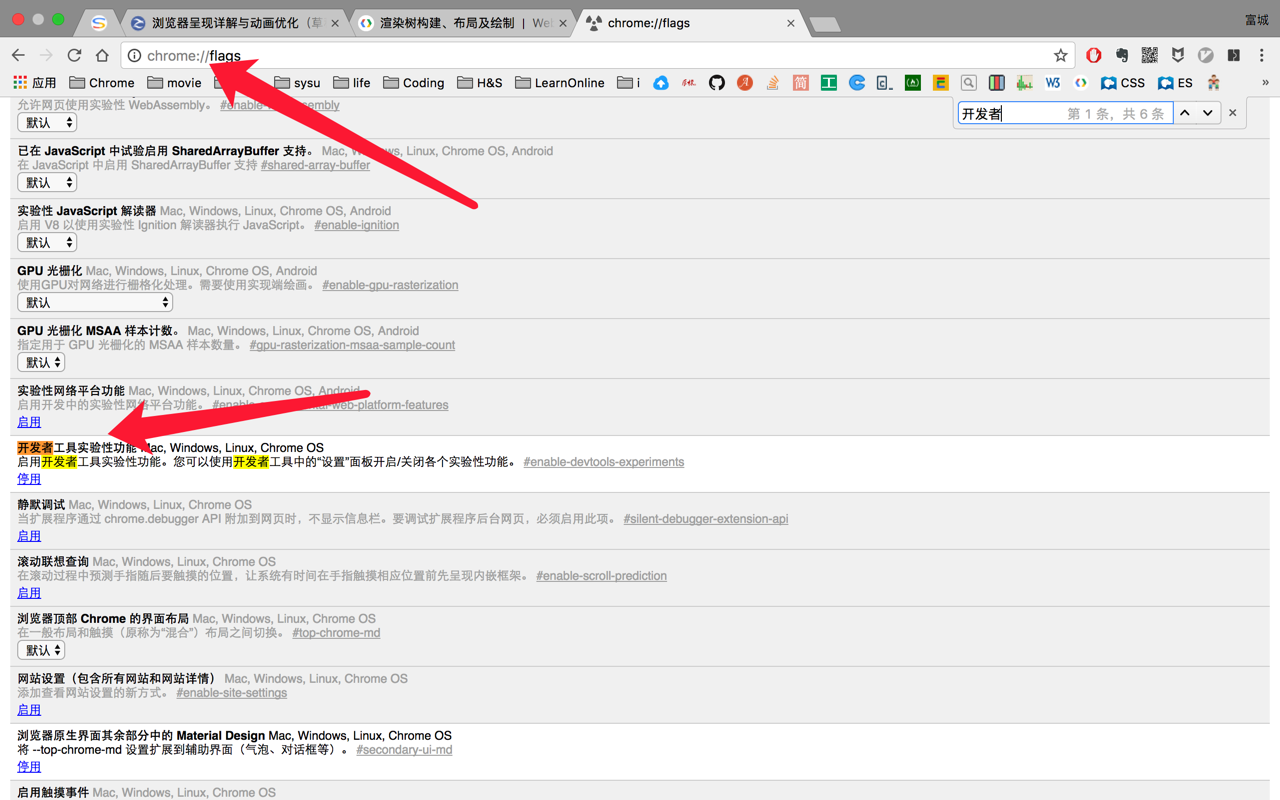 浏览器呈现详解与动画优化（草
渲染树构建、布局及绘制 | Web
chrome://flags
富城
chrome://flags
应用
Chrome
movie
sysu
life
Coding
H&S
LearnOnline
i
简
工
E
W3
CSS
ES
»
开发者
第 1 条，共 6 条
允许网页使用实验性 WebAssembly。 #enable-webassembly
默认
已在 JavaScript 中试验启用 SharedArrayBuffer 支持。 Mac, Windows, Linux, Chrome OS, Android
在 JavaScript 中启用 SharedArrayBuffer 支持 #shared-array-buffer
默认
实验性 JavaScript 解读器 Mac, Windows, Linux, Chrome OS, Android
启用 V8 以使用实验性 Ignition 解读器执行 JavaScript。 #enable-ignition
默认
GPU 光栅化 Mac, Windows, Linux, Chrome OS, Android
使用GPU对网络进行栅格化处理。需要使用实现端绘画。 #enable-gpu-rasterization
默认
GPU 光栅化 MSAA 样本计数。 Mac, Windows, Linux, Chrome OS, Android
指定用于 GPU 光栅化的 MSAA 样本数量。 #gpu-rasterization-msaa-sample-count
默认
实验性网络平台功能 Mac, Windows, Linux, Chrome OS, Android
启用开发中的实验性网络平台功能。 #enable-experimental-web-platform-features
启用
开发者工具实验性功能 Mac, Windows, Linux, Chrome OS
启用开发者工具实验性功能。您可以使用开发者工具中的“设置”面板开启/关闭各个实验性功能。 #enable-devtools-experiments
停用
静默调试 Mac, Windows, Linux, Chrome OS
当扩展程序通过 chrome.debugger API 附加到网页时，不显示信息栏。要调试扩展程序后台网页，必须启用此项。 #silent-debugger-extension-api
启用
滚动联想查询 Mac, Windows, Linux, Chrome OS
在滚动过程中预测手指随后要触摸的位置，让系统有时间在手指触摸相应位置前先呈现内嵌框架。 #enable-scroll-prediction
启用
浏览器顶部 Chrome 的界面布局 Mac, Windows, Linux, Chrome OS
在一般布局和触摸（原称为“混合”）布局之间切换。 #top-chrome-md
默认
网站设置（包含所有网站和网站详情） Mac, Windows, Linux, Chrome OS
添加查看网站设置的新方式。 #enable-site-settings
启用
浏览器原生界面其余部分中的 Material Design Mac, Windows, Linux, Chrome OS
将 --top-chrome-md 设置扩展到辅助界面（气泡、对话框等）。 #secondary-ui-md
停用
启用触摸事件 Mac, Windows, Linux, Chrome OS